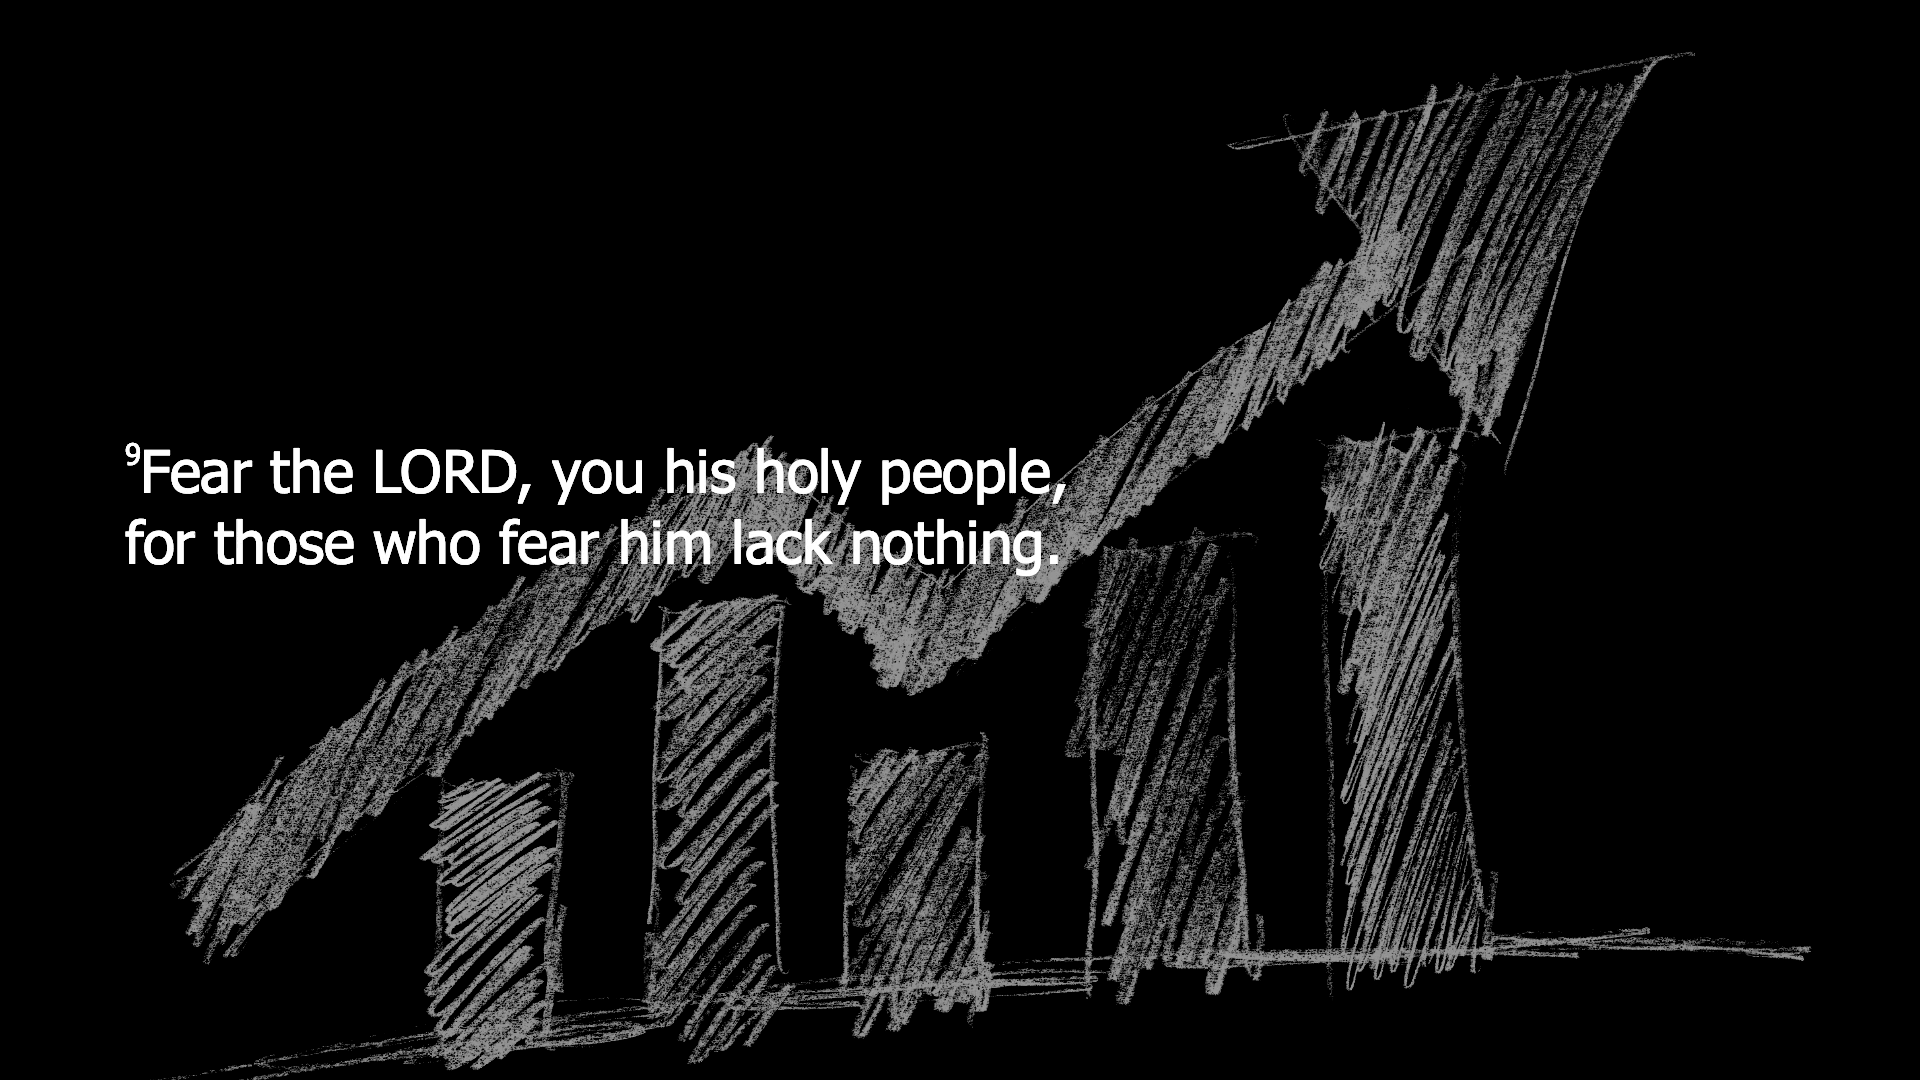 ⁹Fear the LORD, you his holy people,
for those who fear him lack nothing.